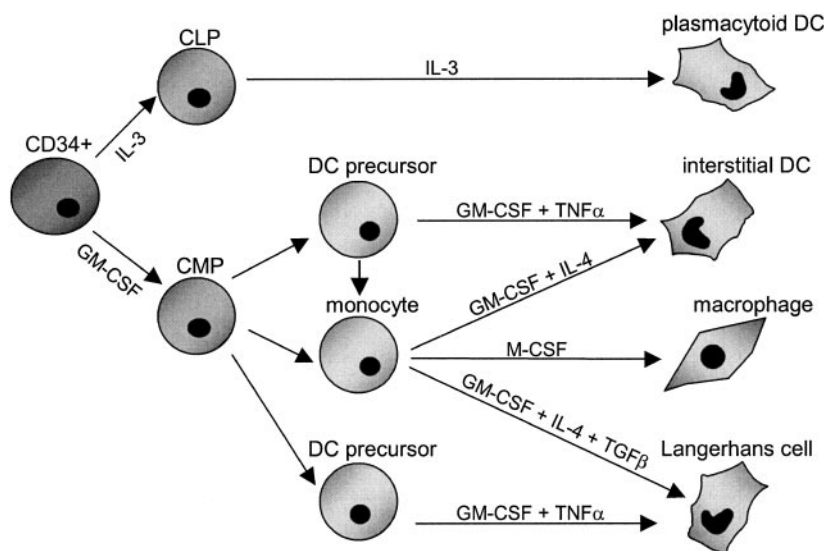 CLP
plasmacytoid DC
IL-3
CD34+
IL-3
DC precursor
interstitial DC
GM-CSF + TNFα
GM-CSF
CMP
monocyte
GM-CSF + IL-4
macrophage
M-CSF
GM-CSF + IL-4 + TGFβ
DC precursor
Langerhans cell
GM-CSF + TNFα